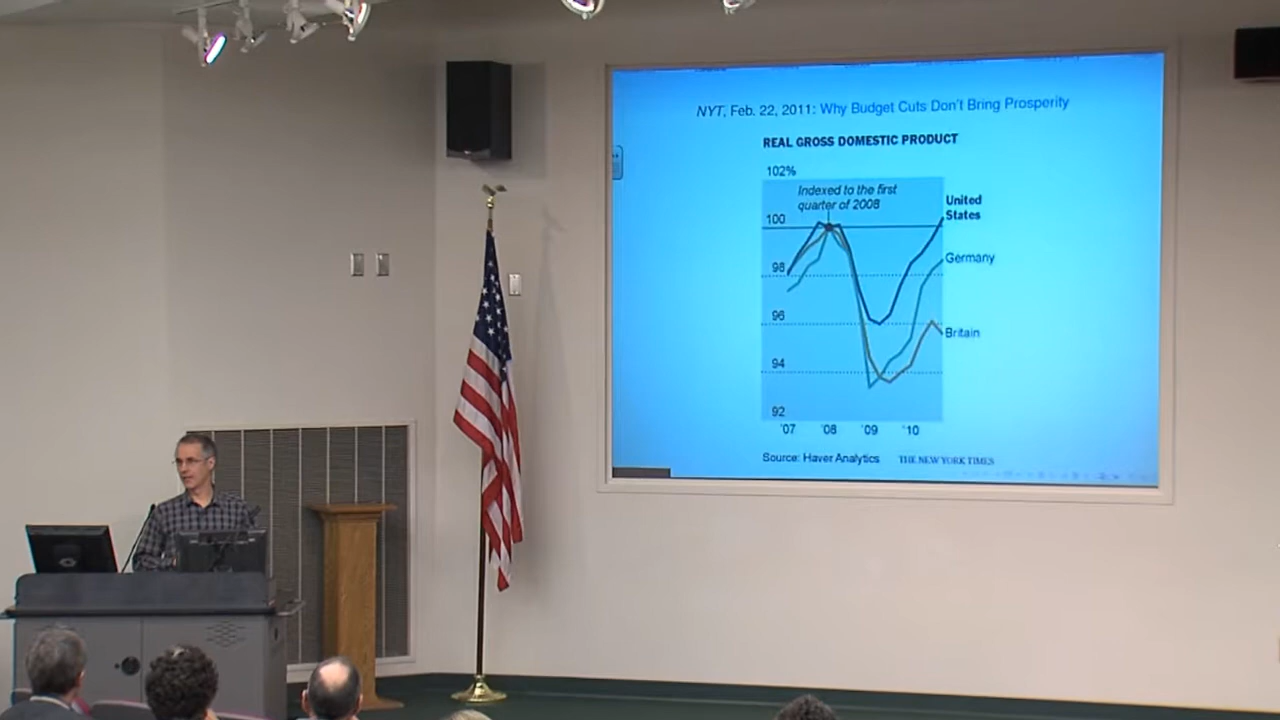 NYT, Feb. 22, 2011: Why Budget Cuts Don't Bring Prosperity
REAL GROSS DOMESTIC PRODUCT
102%
Indexed to the first
quarter of 2008
United
States
100
Germany
98
96
Britain
94
92
'07 '08 '09 '10
Source: Haver Analytics THE NEW YORK TIMES